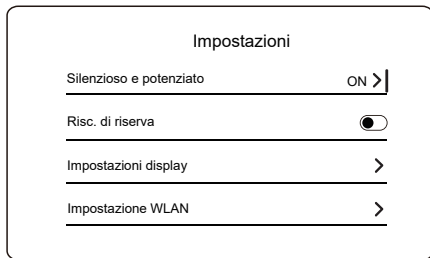 Impostazioni
Silenzioso e potenziato ON
Risc. di riserva
Impostazioni display
Impostazione WLAN